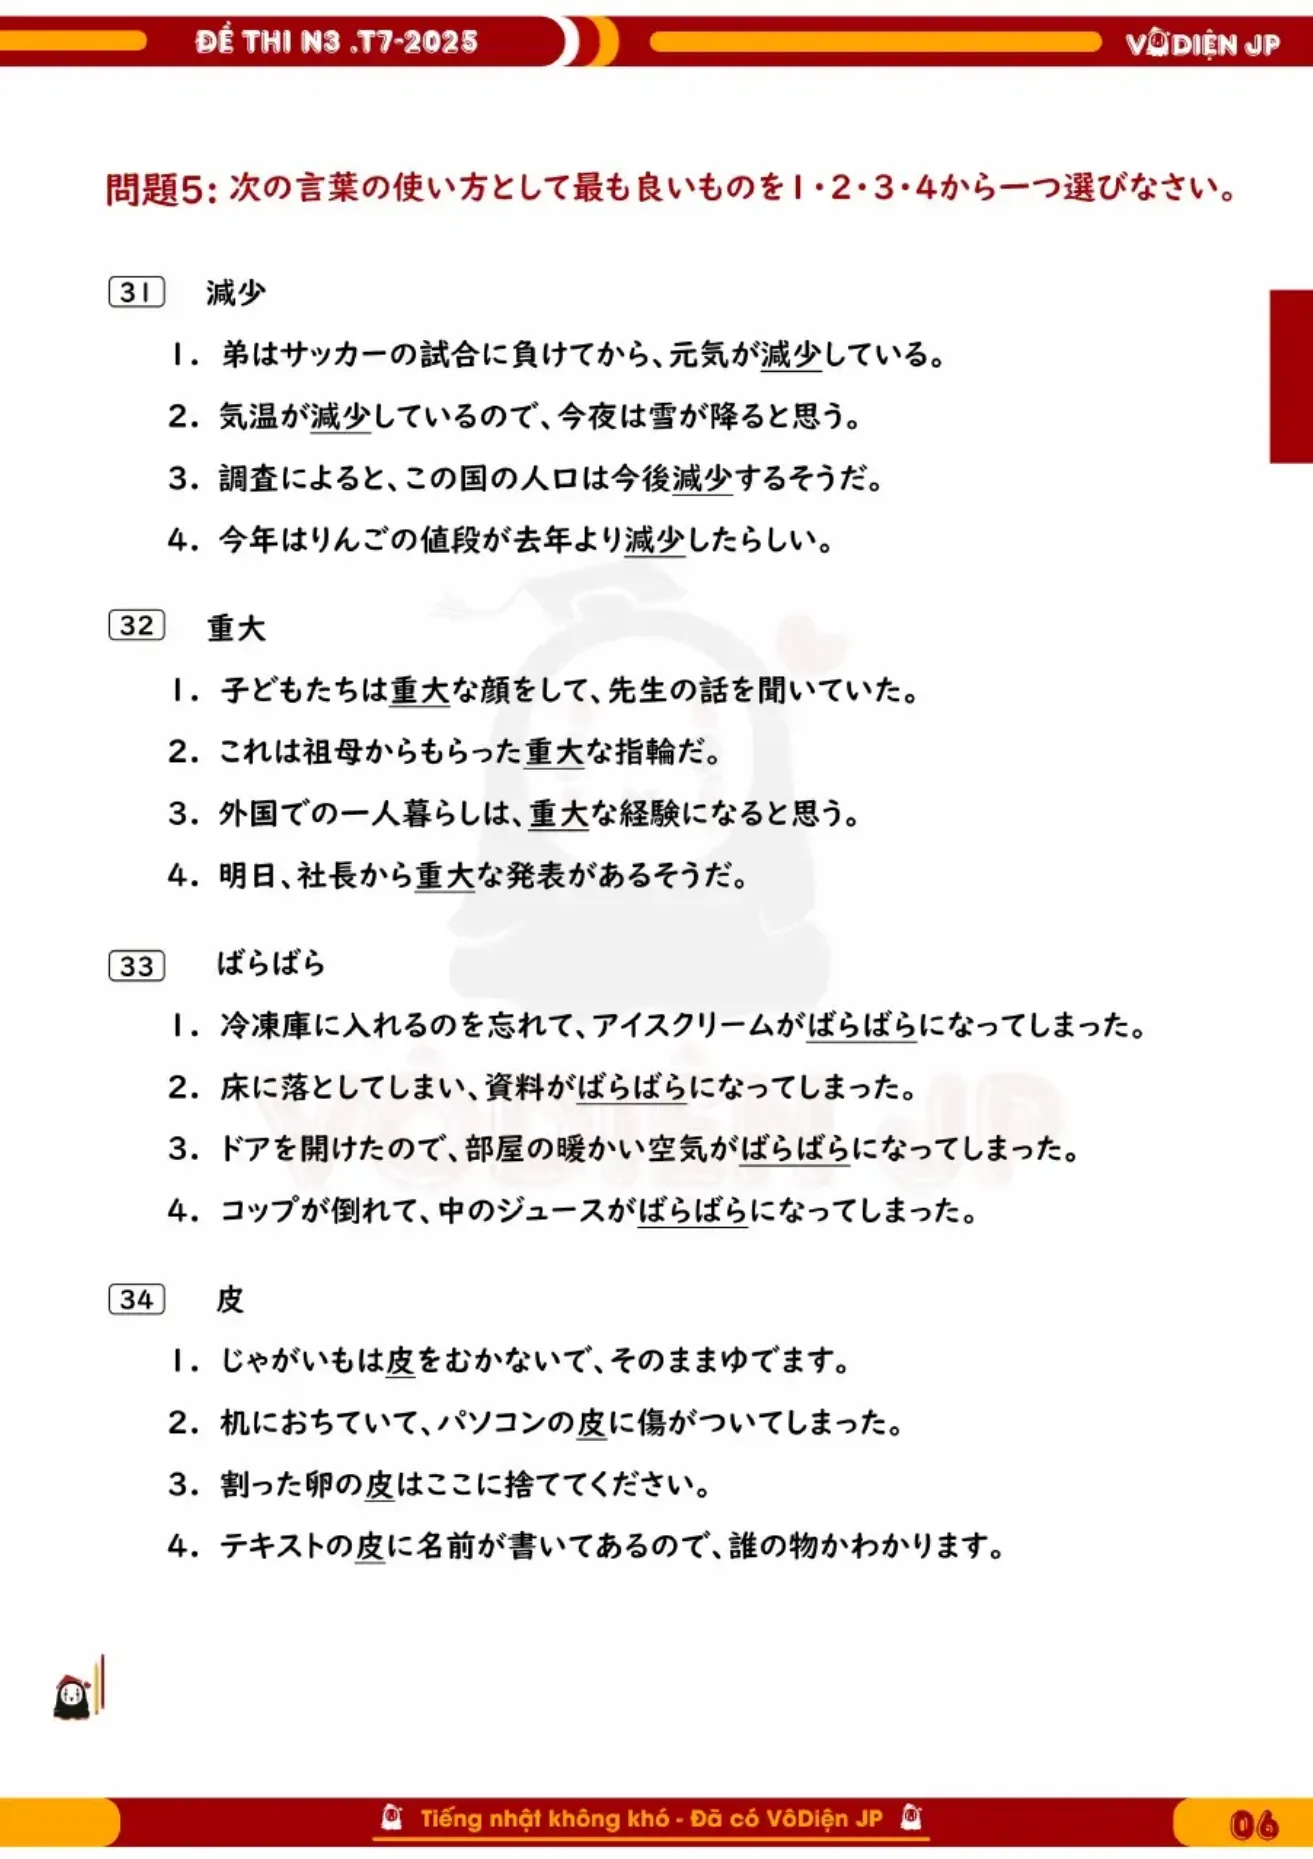 ĐỀ THI N3 .T7-2025
VÔDIỆN JP
問題5: 次の言葉の使い方として最も良いものを1・2・3・4から一つ選びなさい。
31 減少
1. 弟はサッカーの試合に負けてから、元気が減少している。
2. 気温が減少しているので、今夜は雪が降ると思う。
3. 調査によると、この国の人口は今後減少するそうだ。
4. 今年はりんごの値段が去年より減少したらしい。
32 重大
1. 子どもたちは重大な顔をして、先生の話を聞いていた。
2. これは祖母からもらった重大な指輪だ。
3. 外国での一人暮らしは、重大な経験になると思う。
4. 明日、社長から重大な発表があるそうだ。
33 ばらばら
1. 冷凍庫に入れるのを忘れて、アイスクリームがばらばらになってしまった。
2. 床に落としてしまい、資料がばらばらになってしまった。
3. ドアを開けたので、部屋の暖かい空気がばらばらになってしまった。
4. コップが倒れて、中のジュースがばらばらになってしまった。
VÔDIỆN JP
34 皮
1. じゃがいもは皮をむかないで、そのままゆでます。
2. 机におちていて、パソコンの皮に傷がついてしまった。
3. 割った卵の皮はここに捨ててください。
4. テキストの皮に名前が書いてあるので、誰の物かわかります。
Tiếng nhật không khó - Đã có VôDiện JP
06